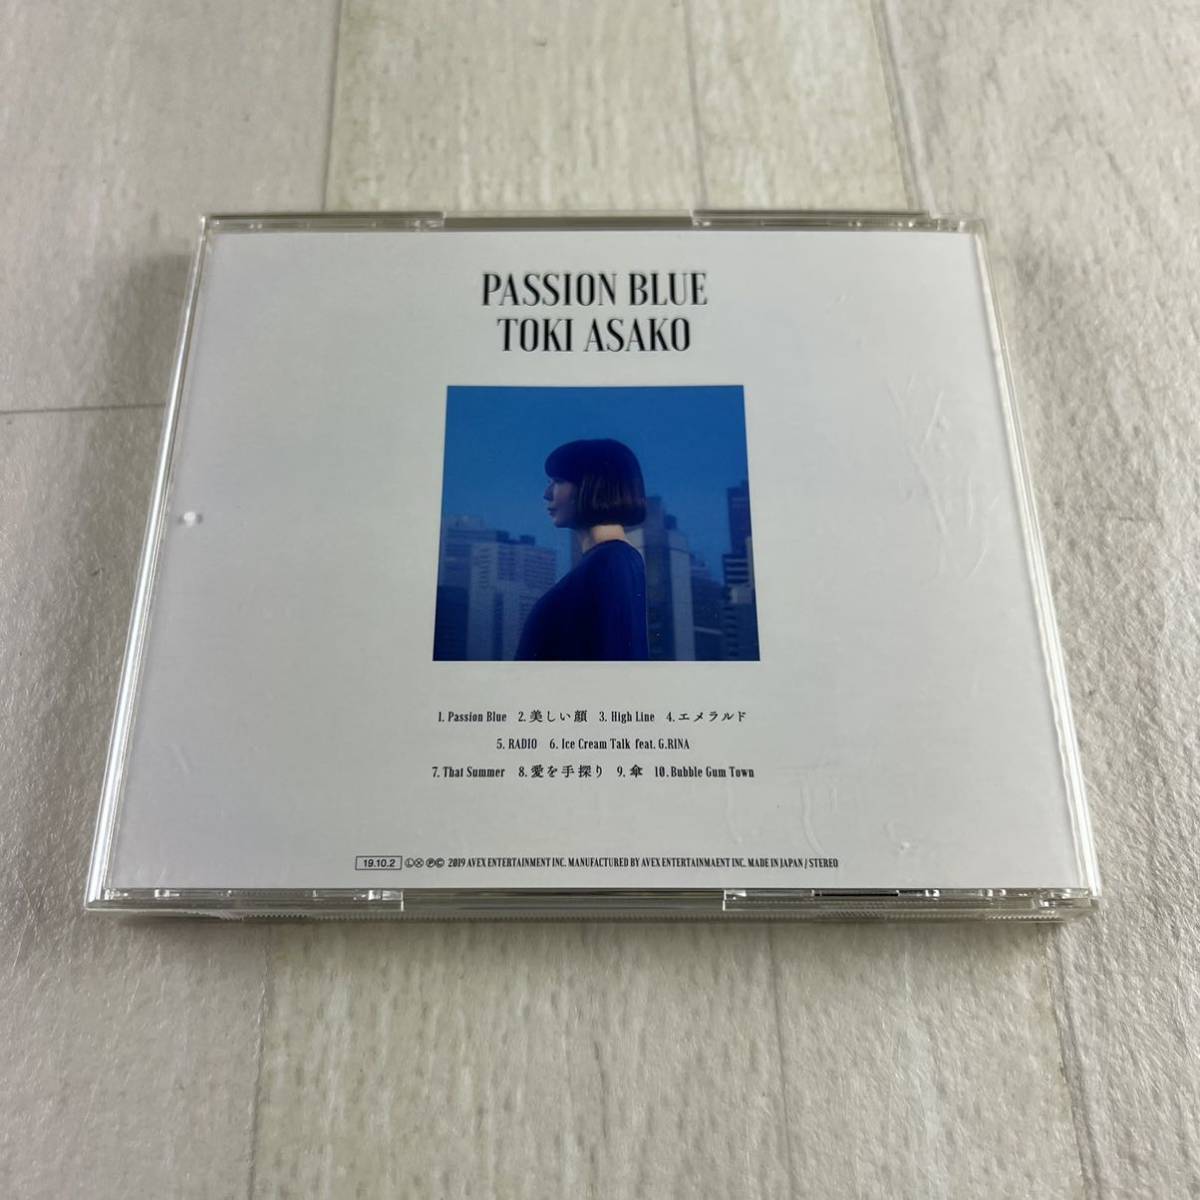 PASSION BLUE
TOKI ASAKO
1. Passion Blue 2. 美しい顔 3. High Line 4. エメラルド
5. RADIO 6. Ice Cream Talk feat. G.RINA
7. That Summer 8. 愛を手探り 9. 傘 10. Bubble Gum Town
19.10.2 Ⓛ Ⓧ Ⓟ© 2019 AVEX ENTERTAINMENT INC. MANUFACTURED BY AVEX ENTERTAINMAENT INC. MADE IN JAPAN / STEREO